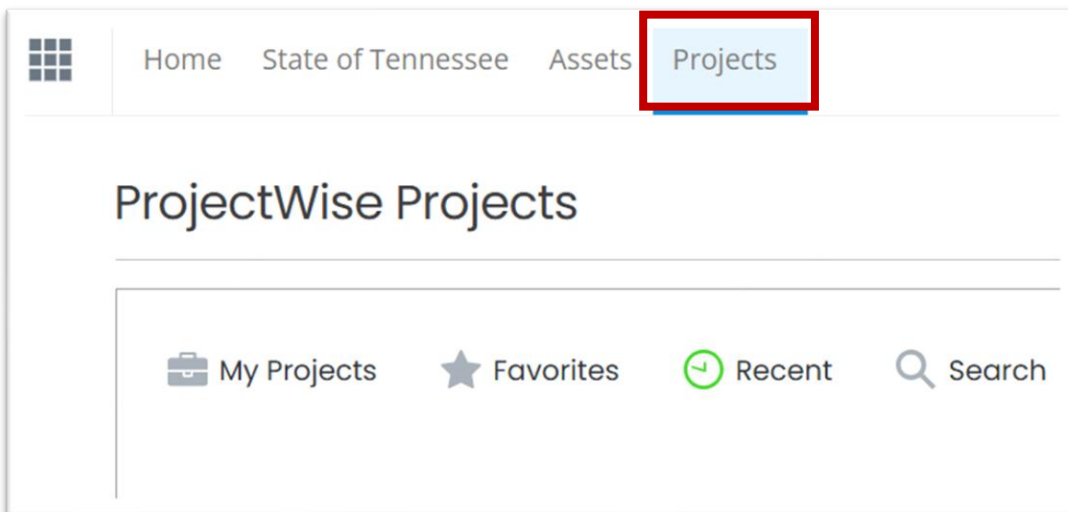 Home State of Tennessee Assets Projects
ProjectWise Projects
My Projects Favorites Recent Search